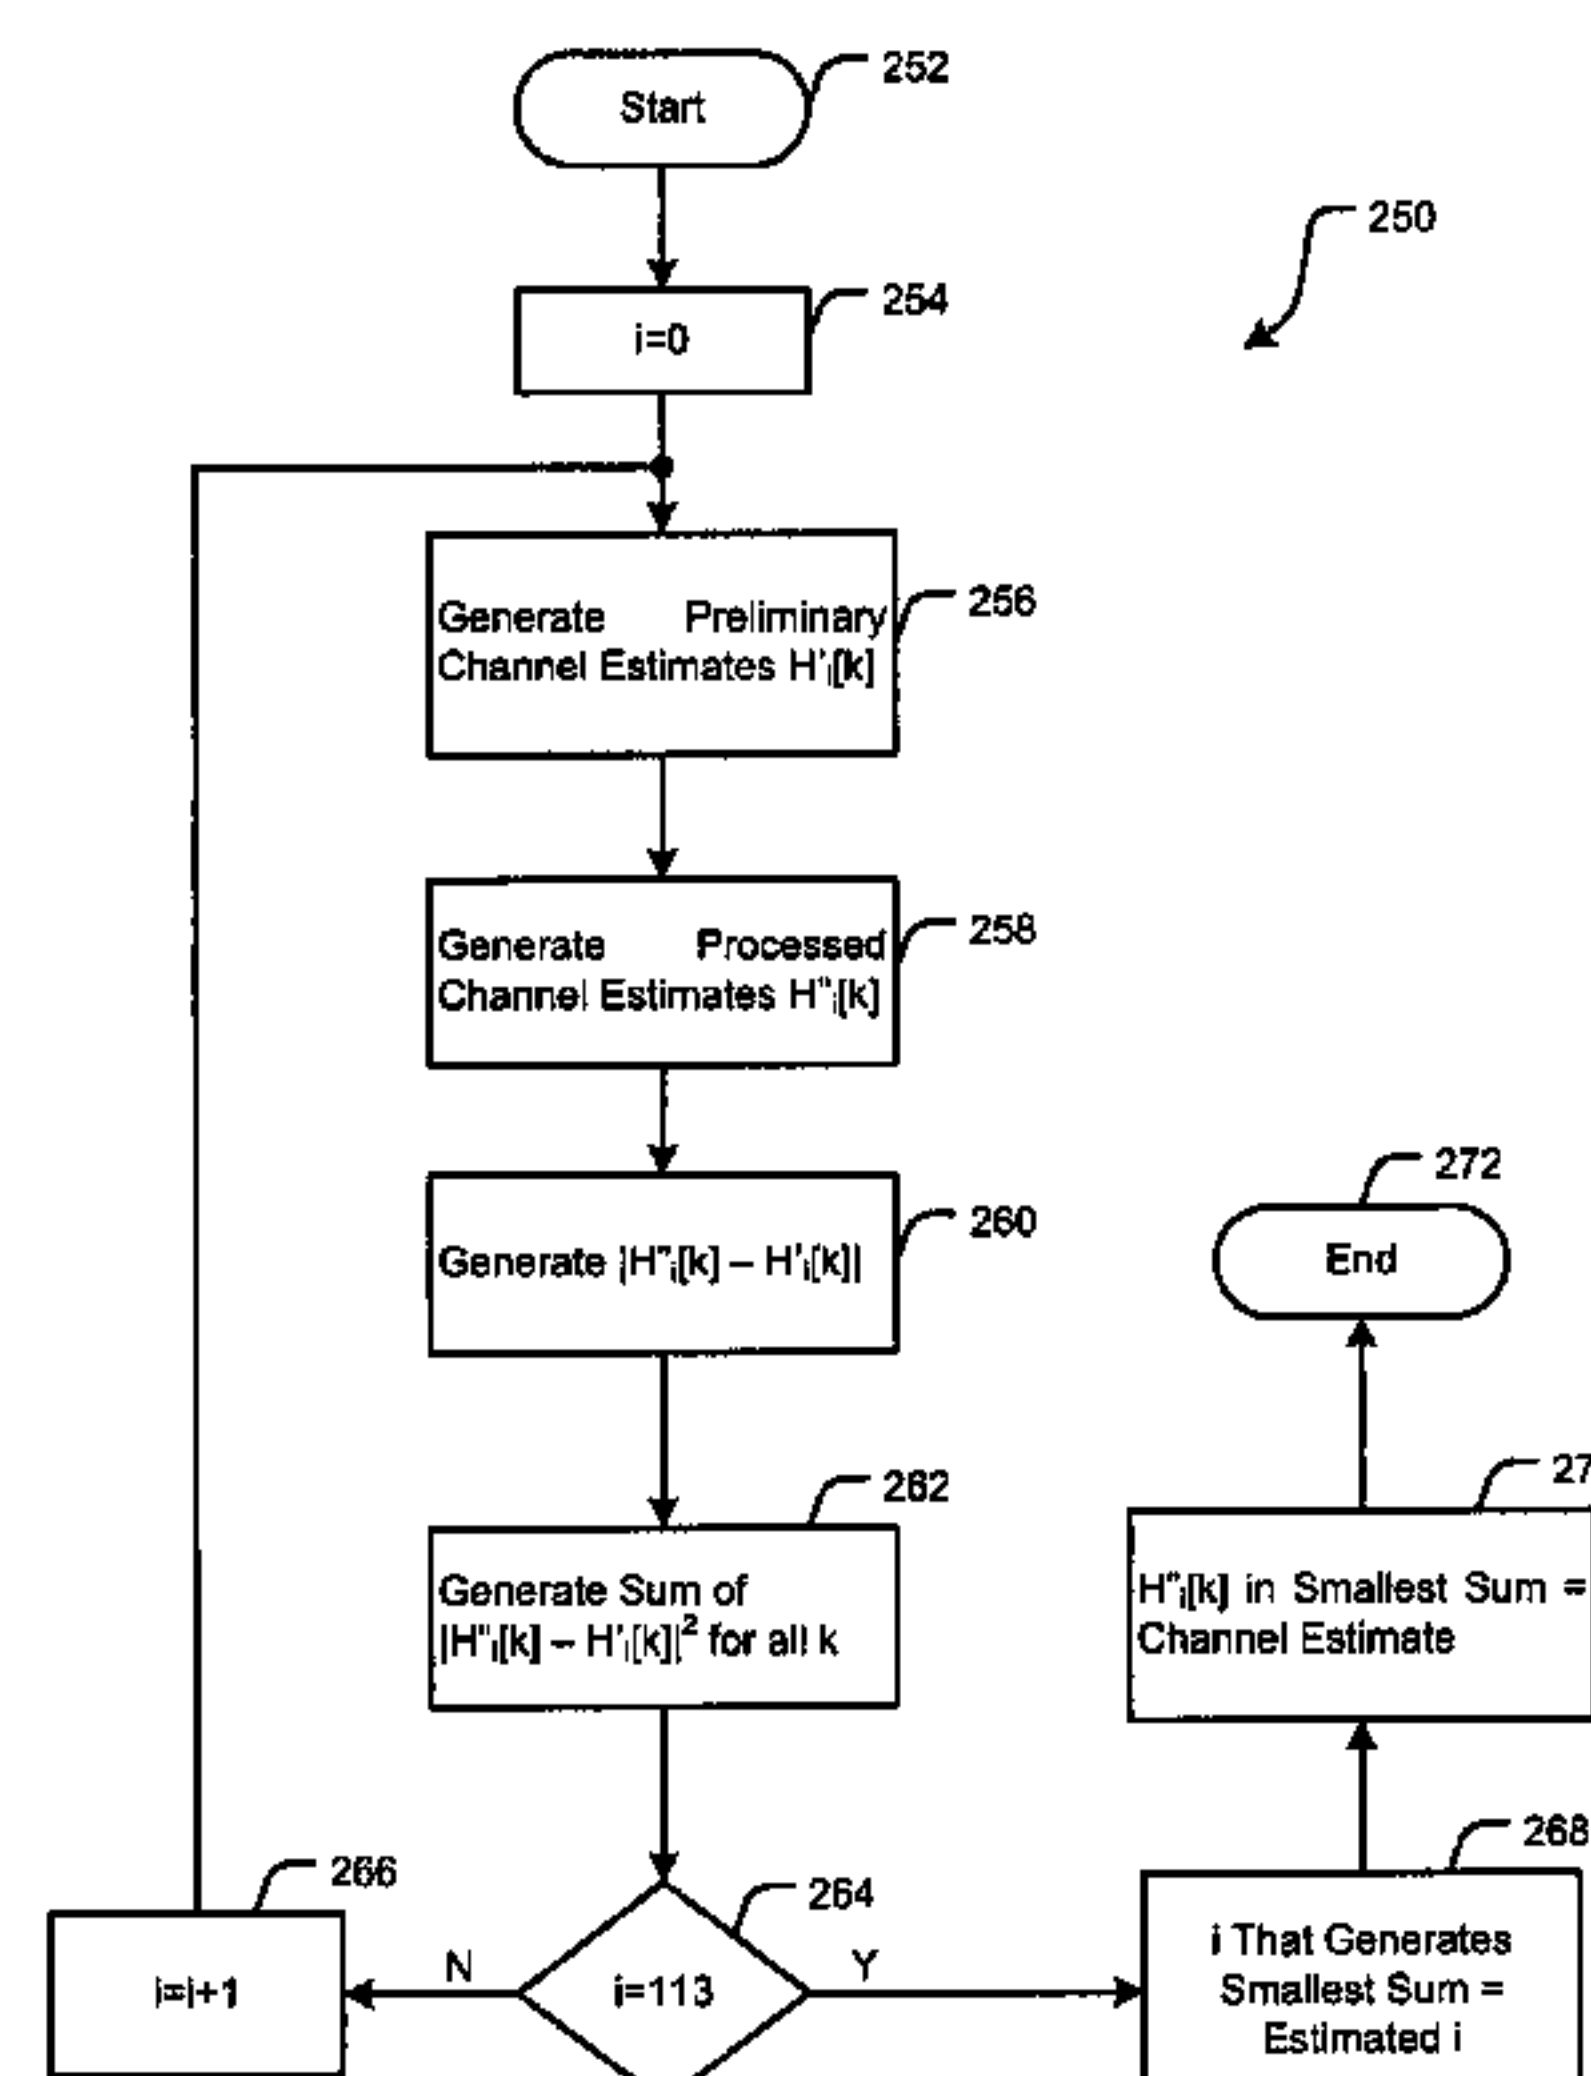 Start
252
250
i=0
254
Generate Preliminary
Channel Estimates H'i[k]
256
Generate Processed
Channel Estimates H"i[k]
258
Generate |H"i[k] – H'i[k]|
260
272
End
262
Generate Sum of
|H"i[k] – H'i[k]|² for all k
27
H"i[k] in Smallest Sum =
Channel Estimate
266
i=i+1
N
264
i=113
Y
268
i That Generates
Smallest Sum =
Estimated i